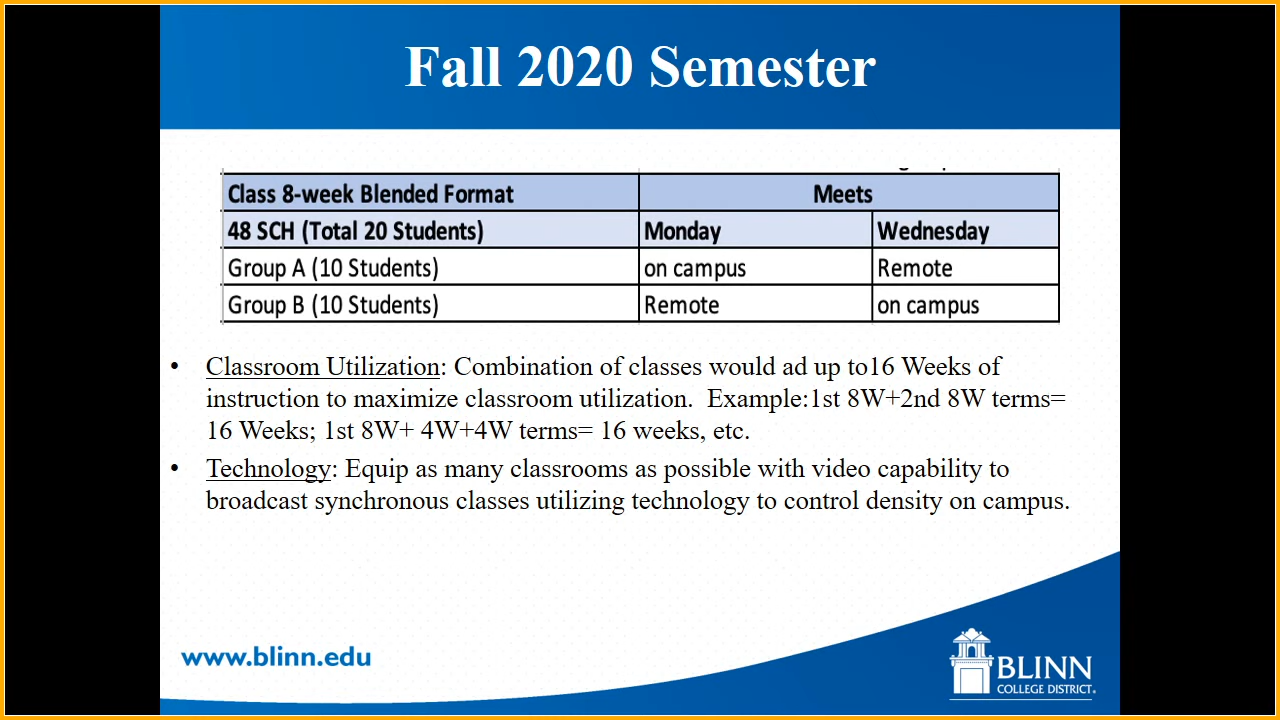 Fall 2020 Semester
Class 8-week Blended Format Meets
48 SCH (Total 20 Students) Monday Wednesday
Group A (10 Students) on campus Remote
Group B (10 Students) Remote on campus
• Classroom Utilization: Combination of classes would ad up to16 Weeks of
instruction to maximize classroom utilization. Example:1st 8W+2nd 8W terms=
16 Weeks; 1st 8W+ 4W+4W terms= 16 weeks, etc.
• Technology: Equip as many classrooms as possible with video capability to
broadcast synchronous classes utilizing technology to control density on campus.
www.blinn.edu
BLINN
COLLEGE DISTRICT.